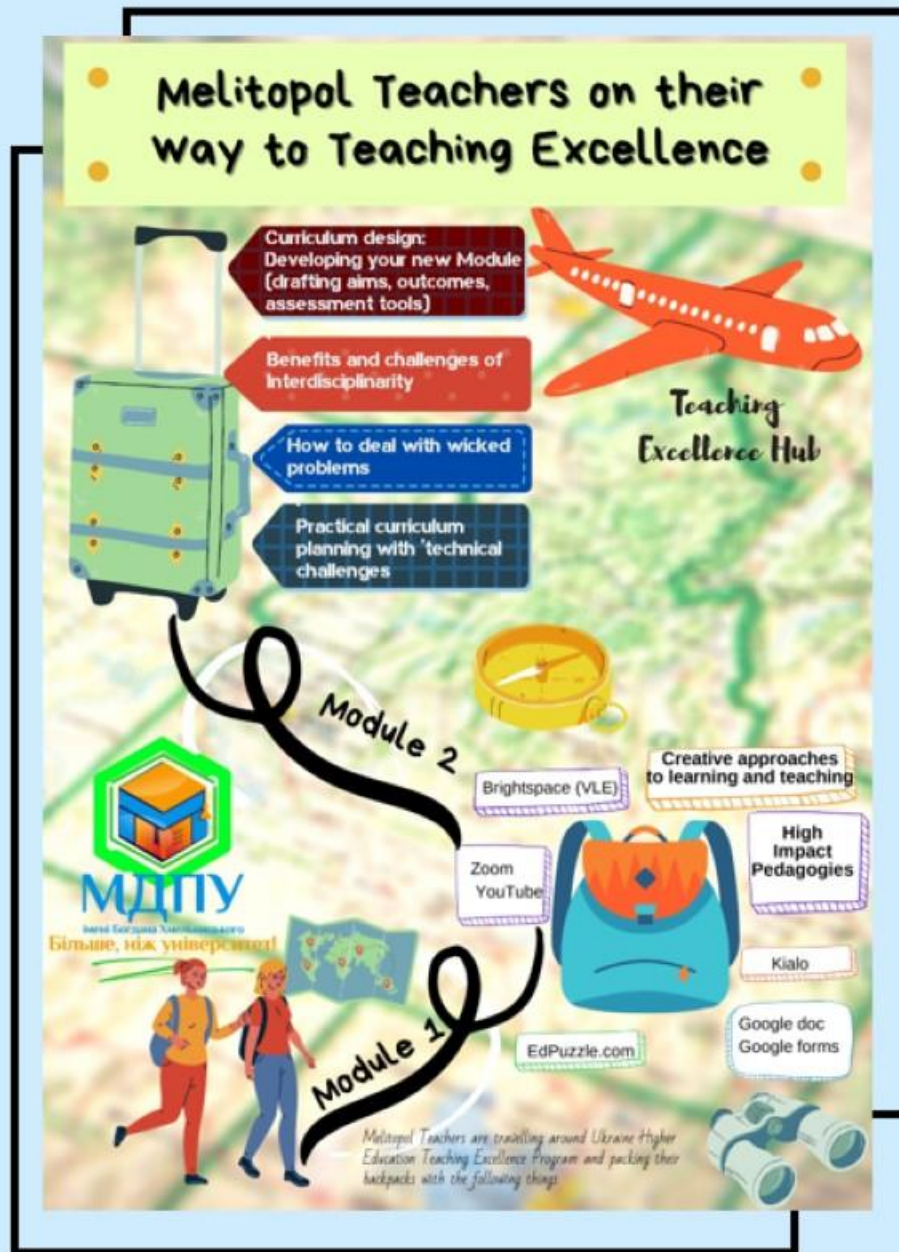 Melitopol Teachers on their
Way to Teaching Excellence
Curriculum design:
Developing your new Module
(drafting aims, outcomes,
assessment tools)
Benefits and challenges of
Interdisciplinarity
How to deal with wicked
problems
Practical curriculum
planning with 'technical
challenges
Teaching
Excellence Hub
Module 2
Brightspace (VLE)
Creative approaches
to learning and teaching
Zoom
YouTube
High
Impact
Pedagogies
Kialo
Google doc
Google forms
EdPuzzle.com
МДПУ
імені Богдана Хмельницького
Більше, ніж університет!
Module 1
Melitopol Teachers are travelling around Ukraine Higher
Education Teaching Excellence Program and packing their
backpacks with the following things